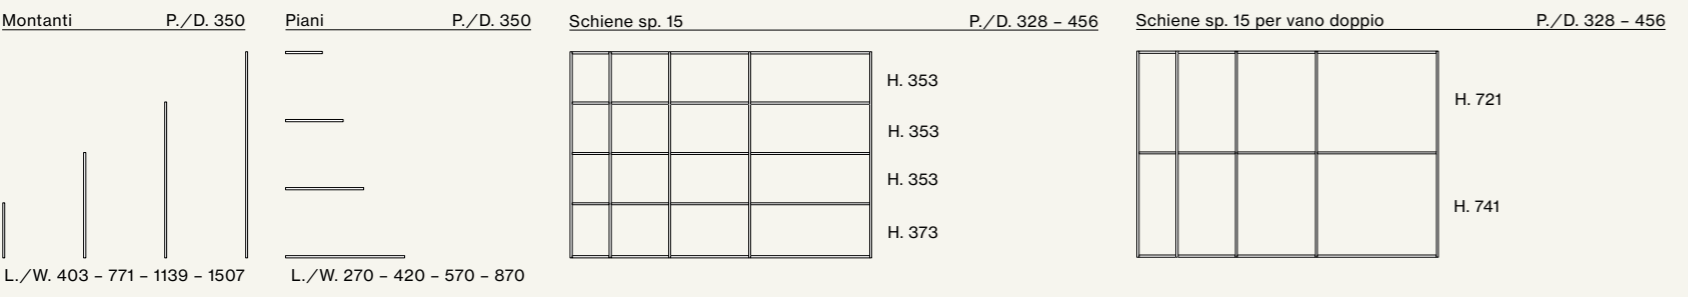 Montanti P./D. 350
L./W. 403 – 771 – 1139 – 1507
Piani P./D. 350
L./W. 270 – 420 – 570 – 870
Schiene sp. 15 P./D. 328 – 456
H. 353
H. 353
H. 353
H. 373
Schiene sp. 15 per vano doppio P./D. 328 – 456
H. 721
H. 741